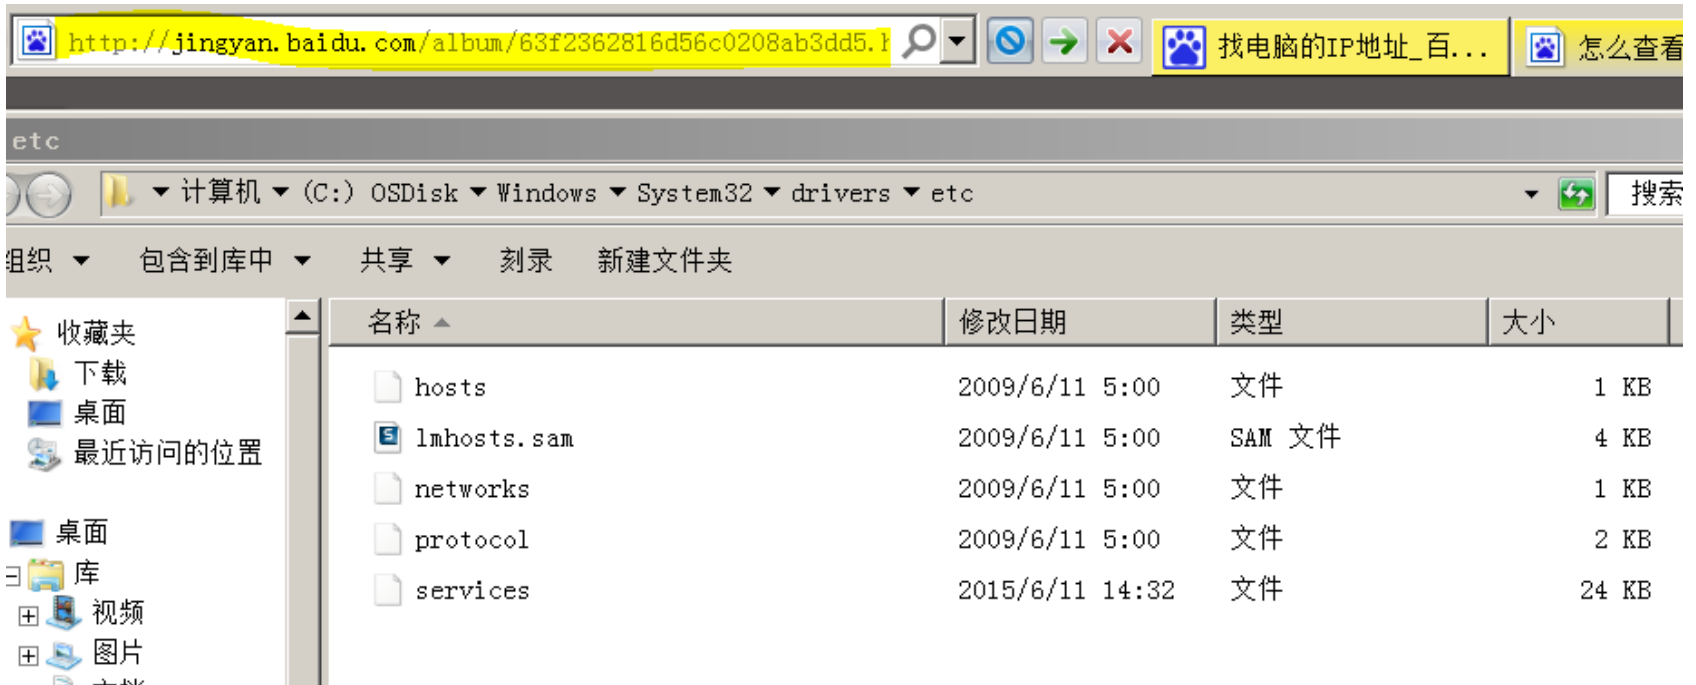 http://jingyan.baidu.com/album/63f2362816d56c0208ab3dd5.h 找电脑的IP地址_百... 怎么查看
etc
计算机 (C:) OSDisk Windows System32 drivers etc 搜索
组织 包含到库中 共享 刻录 新建文件夹
收藏夹
下载
桌面
最近访问的位置
桌面
库
视频
图片
名称 修改日期 类型 大小
hosts 2009/6/11 5:00 文件 1 KB
lmhosts.sam 2009/6/11 5:00 SAM 文件 4 KB
networks 2009/6/11 5:00 文件 1 KB
protocol 2009/6/11 5:00 文件 2 KB
services 2015/6/11 14:32 文件 24 KB